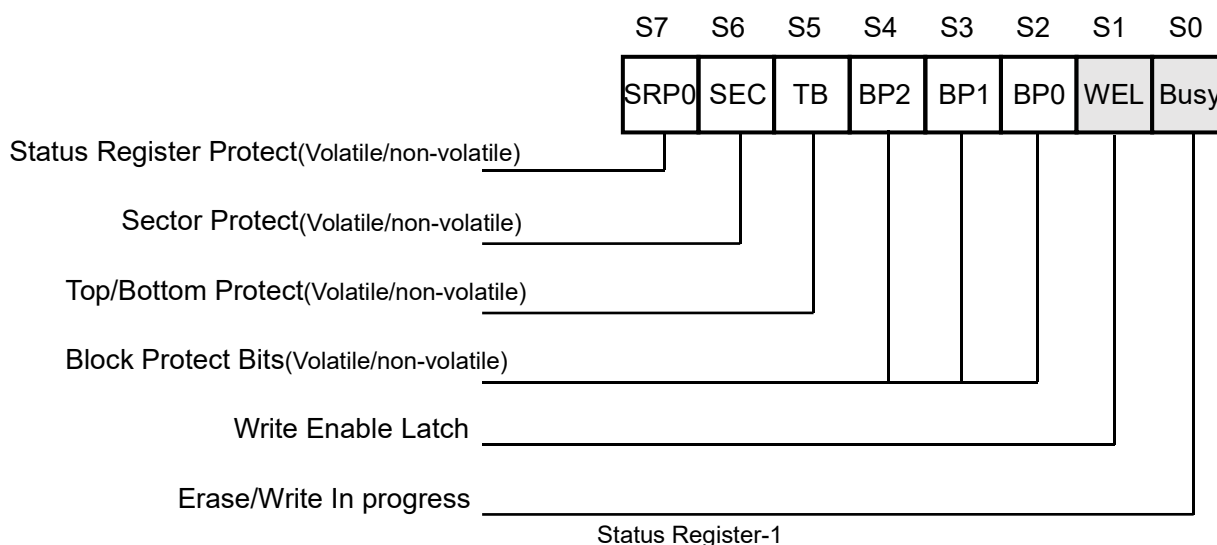 S7 S6 S5 S4 S3 S2 S1 S0
SRP0 SEC TB BP2 BP1 BP0 WEL Busy
Status Register Protect(Volatile/non-volatile)
Sector Protect(Volatile/non-volatile)
Top/Bottom Protect(Volatile/non-volatile)
Block Protect Bits(Volatile/non-volatile)
Write Enable Latch
Erase/Write In progress
Status Register-1